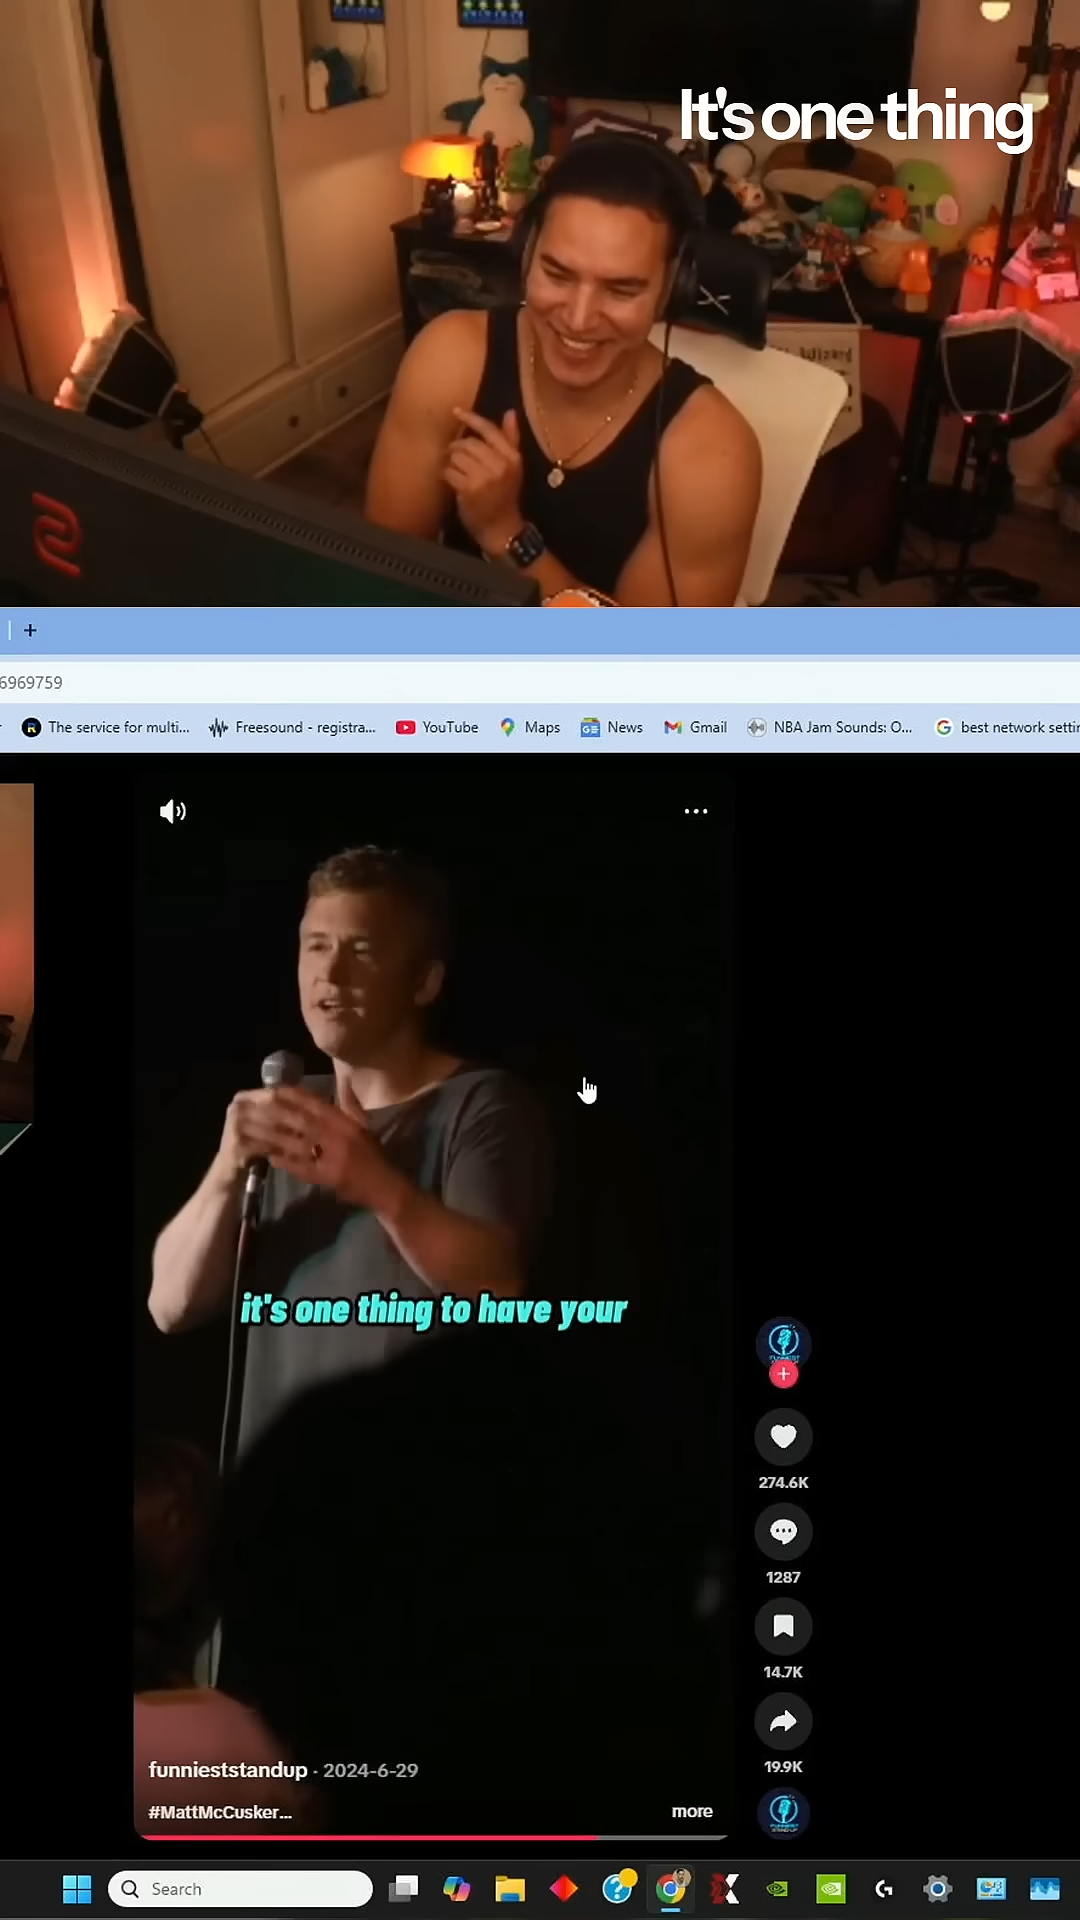 It's one thing
6969759
The service for multi...
Freesound - registra...
YouTube
Maps
News
Gmail
NBA Jam Sounds: O...
best network settin
it's one thing to have your
274.6K
1287
14.7K
19.9K
funnieststandup · 2024-6-29
#MattMcCusker...
more
Search